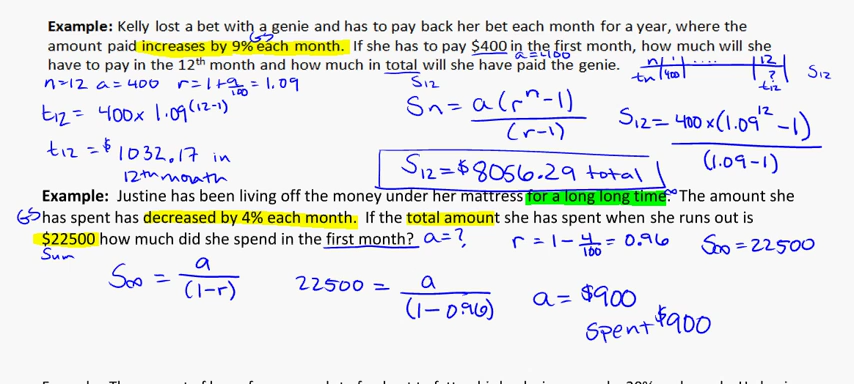 Example: Kelly lost a bet with a genie and has to pay back her bet each month for a year, where the
GS
amount paid increases by 9% each month. If she has to pay $400 in the first month, how much will she
a=400
have to pay in the 12th month and how much in total will she have paid the genie.
n 1 .... 12
tn 400 ? t12
S12
S12
n=12 a=400 r=1+9/100=1.09
t12 = 400x 1.09^(12-1)
Sn = a(r^n-1)/(r-1)
S12 = 400x(1.09^12-1)/(1.09-1)
t12 = $1032.17 in
12th month
S12=$8056.29 total
Example: Justine has been living off the money under her mattress for a long long time.∞ The amount she
GS has spent has decreased by 4% each month. If the total amount she has spent when she runs out is
$22500 how much did she spend in the first month? a=? r=1-4/100=0.96 S∞=22500
Sum
S∞ = a/(1-r) 22500 = a/(1-0.96) a=$900
spent $900